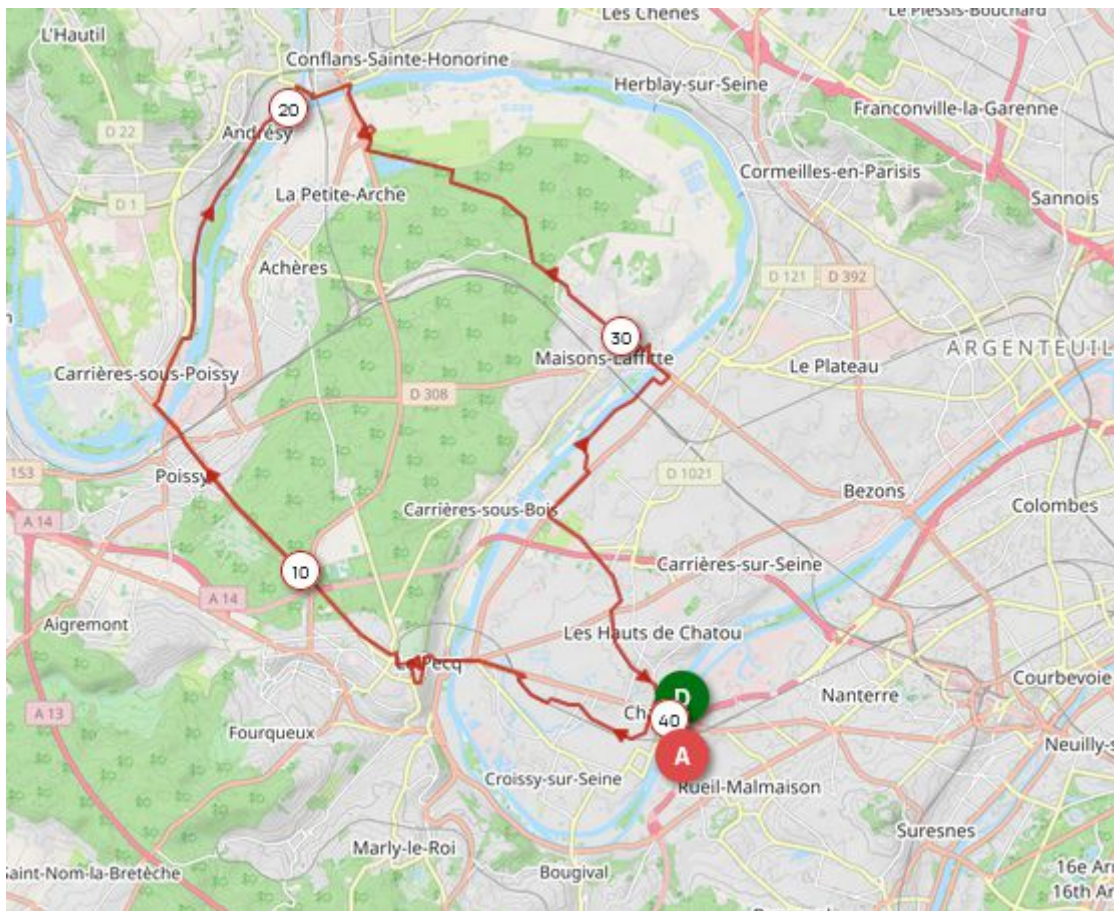 Les Chênes
Le Plessis-Bouchard
L'Hautil
Conflans-Sainte-Honorine
Herblay-sur-Seine
Franconville-la-Garenne
20
D 22
Andrésy
Cormeilles-en-Parisis
La Petite-Arche
Sannois
D 1
Achères
D 121
D 392
30
Maisons-Laffitte
ARGENTEUIL
Carrières-sous-Poissy
Le Plateau
D 308
153
Poissy
D 1021
Bezons
Carrières-sous-Bois
Colombes
A 14
Carrières-sur-Seine
10
A 14
Aigremont
Les Hauts de Chatou
Pecq
Courbevoie
D
Nanterre
A 13
40
Fourqueux
Neuilly-s
A
Croissy-sur-Seine
Rueil-Malmaison
Suresnes
Marly-le-Roi
Saint-Nom-la-Bretèche
Bougival
16e Arr
16th Ar